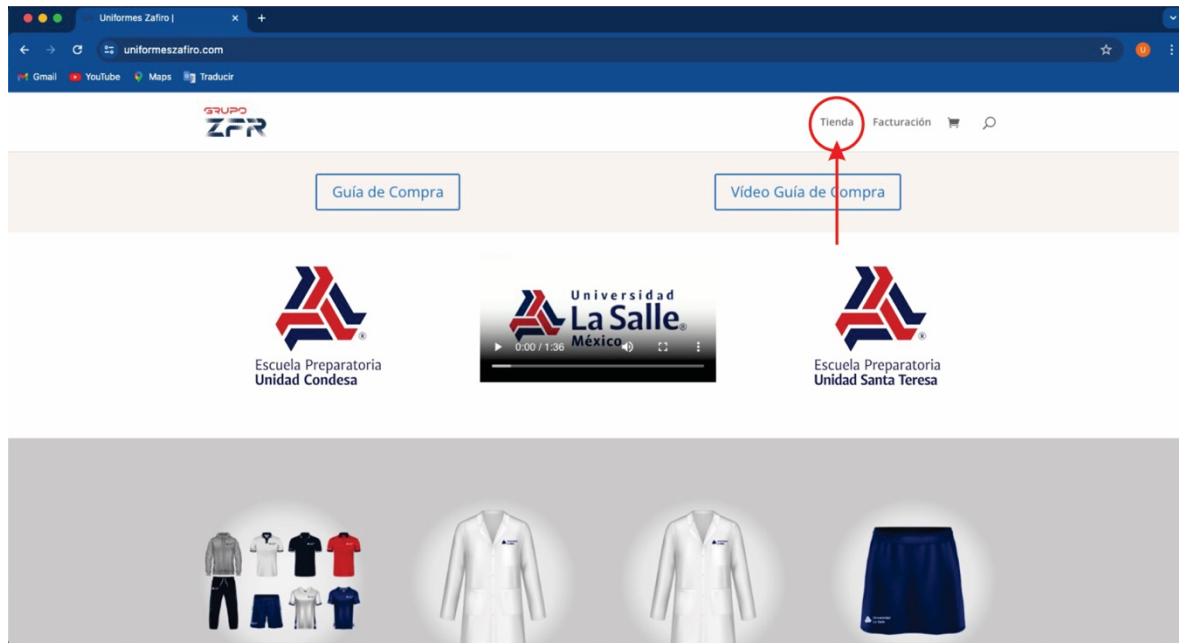 Uniformes Zafiro |
uniformeszafiro.com
U
Gmail YouTube Maps Traducir
GRUPO
ZFR
Tienda Facturación
Guía de Compra Vídeo Guía de Compra
Escuela Preparatoria
Unidad Condesa
Universidad
La Salle®
México
0:00 / 1:36
Escuela Preparatoria
Unidad Santa Teresa